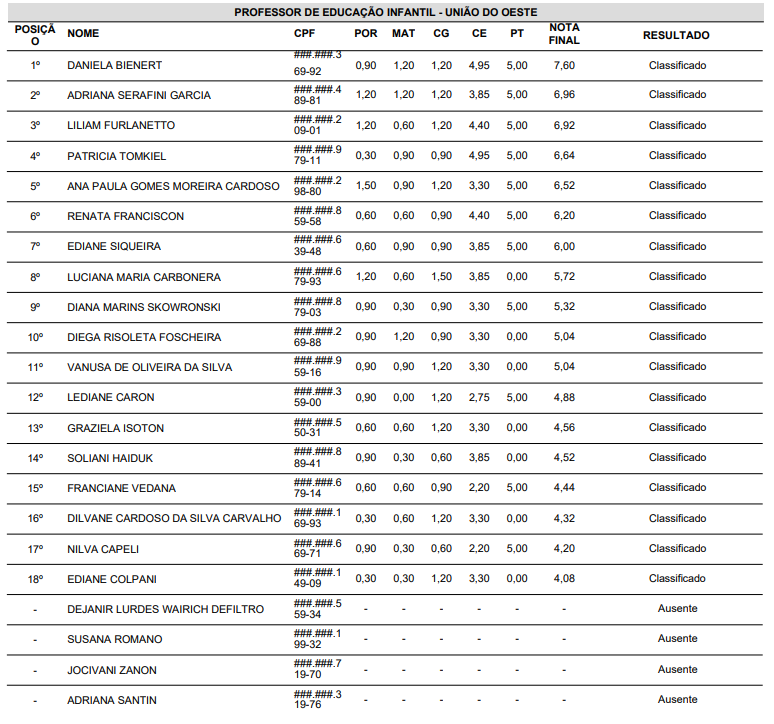 PROFESSOR DE EDUCAÇÃO INFANTIL - UNIÃO DO OESTE
POSIÇÃO NOME CPF POR MAT CG CE PT NOTA FINAL RESULTADO
1º DANIELA BIENERT ###.###.369-92 0,90 1,20 1,20 4,95 5,00 7,60 Classificado
2º ADRIANA SERAFINI GARCIA ###.###.489-81 1,20 1,20 1,20 3,85 5,00 6,96 Classificado
3º LILIAM FURLANETTO ###.###.209-01 1,20 0,60 1,20 4,40 5,00 6,92 Classificado
4º PATRICIA TOMKIEL ###.###.979-11 0,30 0,90 0,90 4,95 5,00 6,64 Classificado
5º ANA PAULA GOMES MOREIRA CARDOSO ###.###.298-80 1,50 0,90 1,20 3,30 5,00 6,52 Classificado
6º RENATA FRANCISCON ###.###.859-58 0,60 0,60 0,90 4,40 5,00 6,20 Classificado
7º EDIANE SIQUEIRA ###.###.639-48 0,60 0,90 0,90 3,85 5,00 6,00 Classificado
8º LUCIANA MARIA CARBONERA ###.###.679-93 1,20 0,60 1,50 3,85 0,00 5,72 Classificado
9º DIANA MARINS SKOWRONSKI ###.###.879-03 0,90 0,30 0,90 3,30 5,00 5,32 Classificado
10º DIEGA RISOLETA FOSCHEIRA ###.###.269-88 0,90 1,20 0,90 3,30 0,00 5,04 Classificado
11º VANUSA DE OLIVEIRA DA SILVA ###.###.959-16 0,90 0,90 1,20 3,30 0,00 5,04 Classificado
12º LEDIANE CARON ###.###.359-00 0,90 0,00 1,20 2,75 5,00 4,88 Classificado
13º GRAZIELA ISOTON ###.###.550-31 0,60 0,60 1,20 3,30 0,00 4,56 Classificado
14º SOLIANI HAIDUK ###.###.889-41 0,90 0,30 0,60 3,85 0,00 4,52 Classificado
15º FRANCIANE VEDANA ###.###.679-14 0,60 0,60 0,90 2,20 5,00 4,44 Classificado
16º DILVANE CARDOSO DA SILVA CARVALHO ###.###.169-93 0,30 0,60 1,20 3,30 0,00 4,32 Classificado
17º NILVA CAPELI ###.###.669-71 0,90 0,30 0,60 2,20 5,00 4,20 Classificado
18º EDIANE COLPANI ###.###.149-09 0,30 0,30 1,20 3,30 0,00 4,08 Classificado
- DEJANIR LURDES WAIRICH DEFILTRO ###.###.559-34 - - - - - - Ausente
- SUSANA ROMANO ###.###.199-32 - - - - - - Ausente
- JOCIVANI ZANON ###.###.719-70 - - - - - - Ausente
- ADRIANA SANTIN ###.###.319-76 - - - - - - Ausente